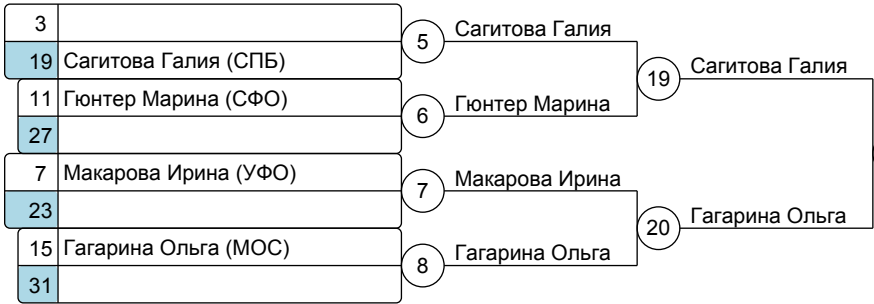 3
19 Сагитова Галия (СПБ)
11 Гюнтер Марина (СФО)
27
7 Макарова Ирина (УФО)
23
15 Гагарина Ольга (МОС)
31
5 Сагитова Галия
6 Гюнтер Марина
7 Макарова Ирина
8 Гагарина Ольга
19 Сагитова Галия
20 Гагарина Ольга